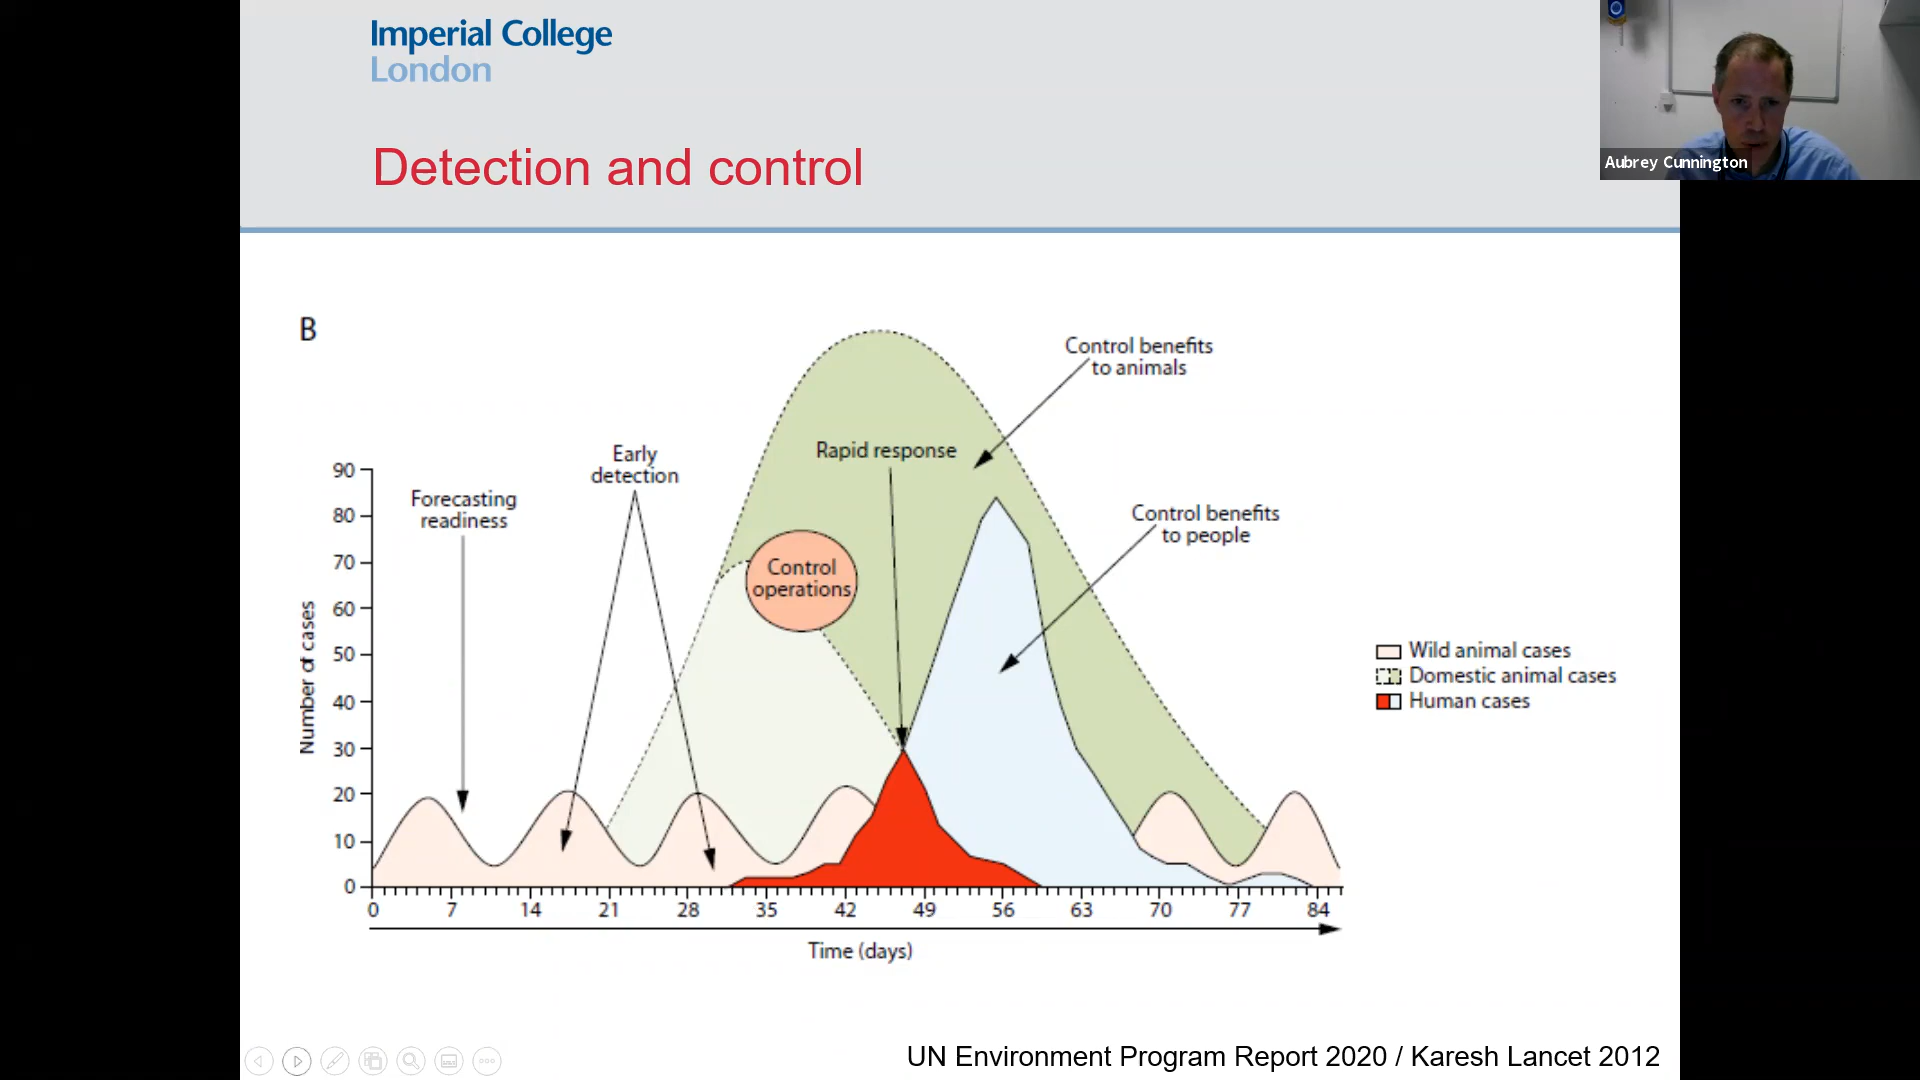 Imperial College
London
Aubrey Cunnington
Detection and control
B
Control benefits
to animals
Early
detection
Rapid response
Forecasting
readiness
Control benefits
to people
Control
operations
Number of cases
90
80
70
60
50
40
30
20
10
0
Wild animal cases
Domestic animal cases
Human cases
0 7 14 21 28 35 42 49 56 63 70 77 84
Time (days)
UN Environment Program Report 2020 / Karesh Lancet 2012